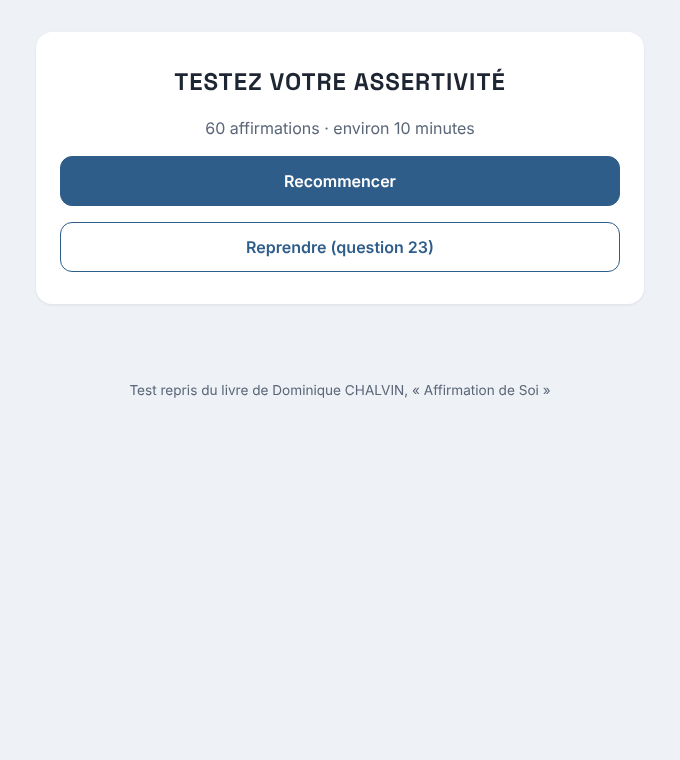 TESTEZ VOTRE ASSERTIVITÉ
60 affirmations · environ 10 minutes
Recommencer
Reprendre (question 23)
Test repris du livre de Dominique CHALVIN, « Affirmation de Soi »